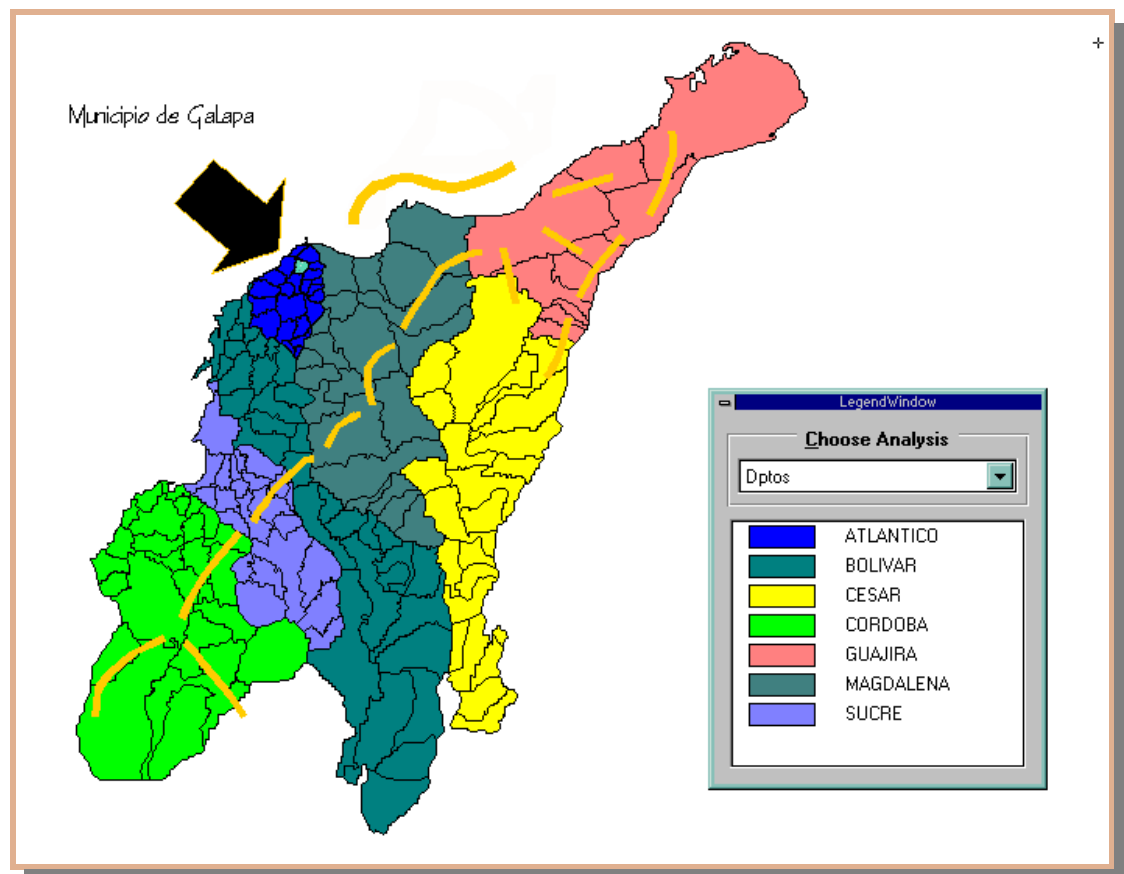 Municipio de Galapa
LegendWindow
Choose Analysis
Dptos
ATLANTICO
BOLIVAR
CESAR
CORDOBA
GUAJIRA
MAGDALENA
SUCRE